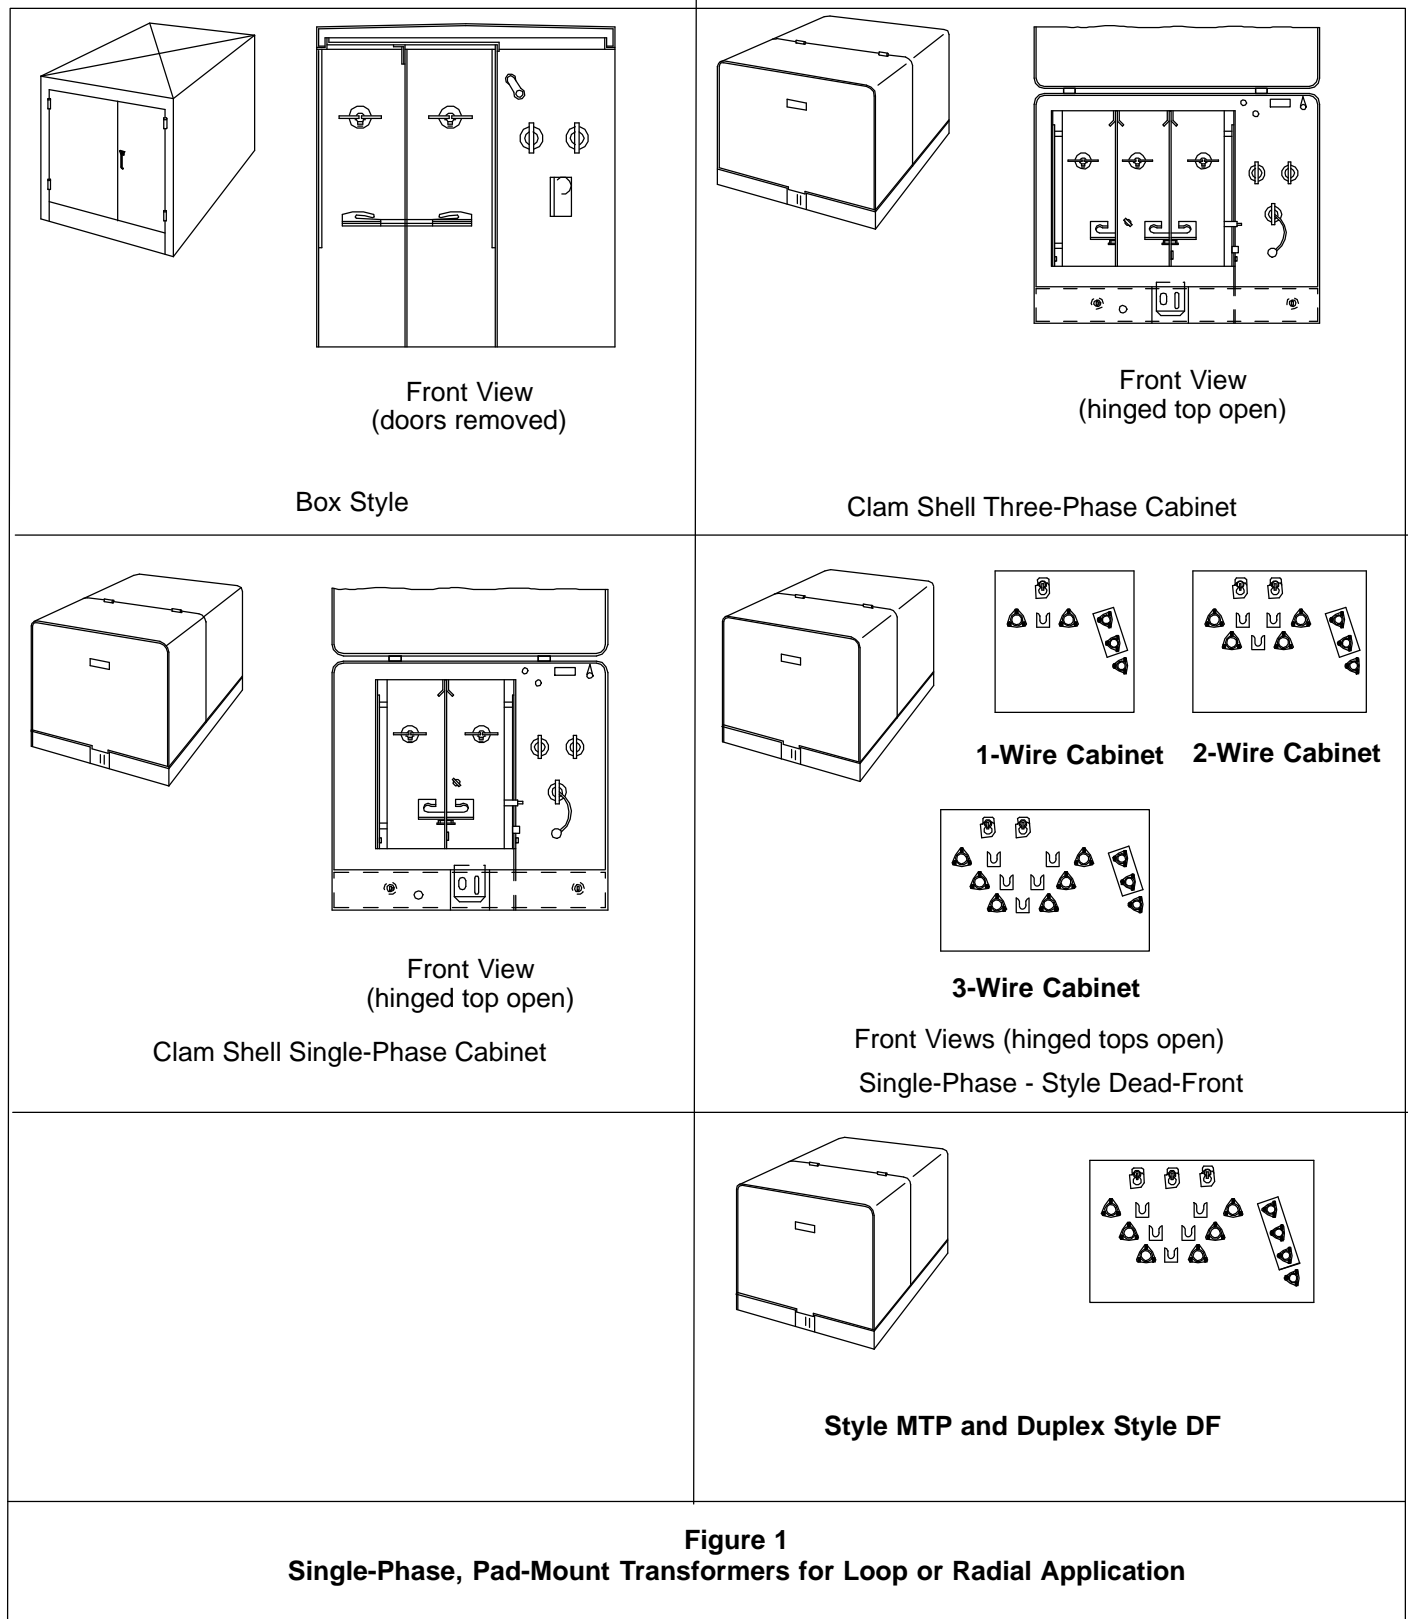 Front View
(doors removed)
Box Style
Front View
(hinged top open)
Clam Shell Three-Phase Cabinet
Front View
(hinged top open)
Clam Shell Single-Phase Cabinet
1-Wire Cabinet
2-Wire Cabinet
3-Wire Cabinet
Front Views (hinged tops open)
Single-Phase - Style Dead-Front
Style MTP and Duplex Style DF
Figure 1
Single-Phase, Pad-Mount Transformers for Loop or Radial Application